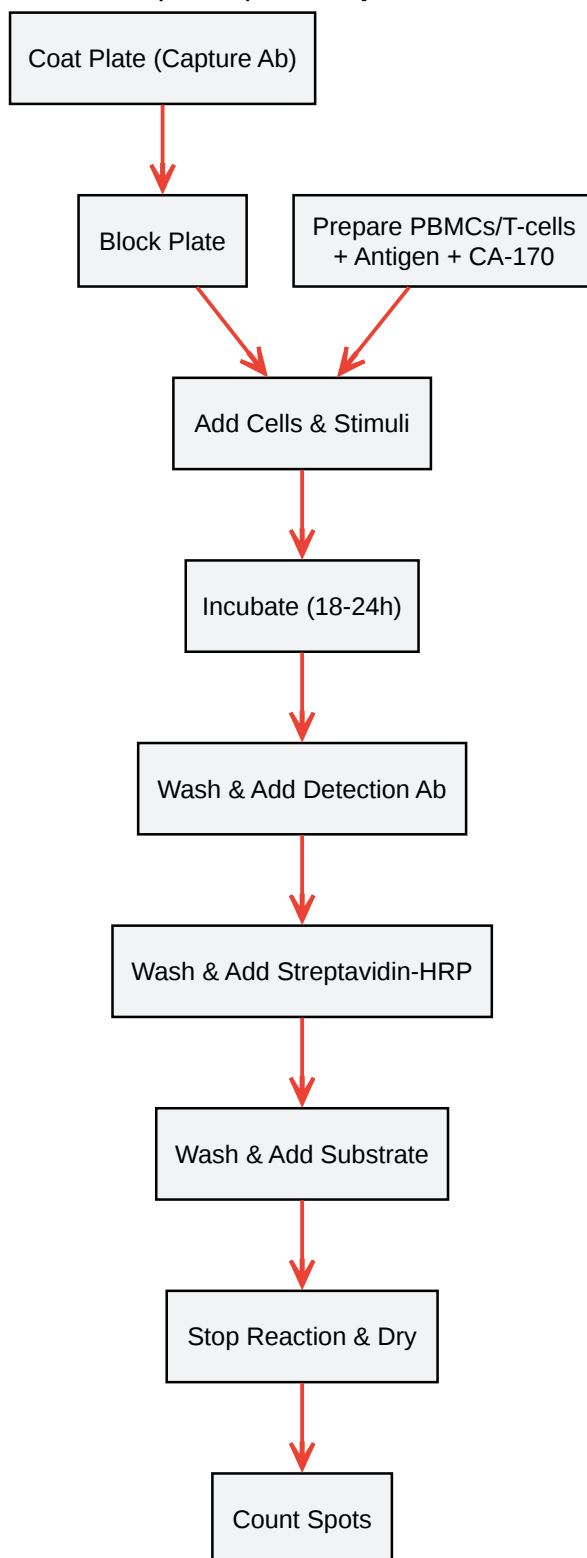 Coat Plate (Capture Ab)
Block Plate
Prepare PBMCs/T-cells
+ Antigen + CA-170
Add Cells & Stimuli
Incubate (18-24h)
Wash & Add Detection Ab
Wash & Add Streptavidin-HRP
Wash & Add Substrate
Stop Reaction & Dry
Count Spots